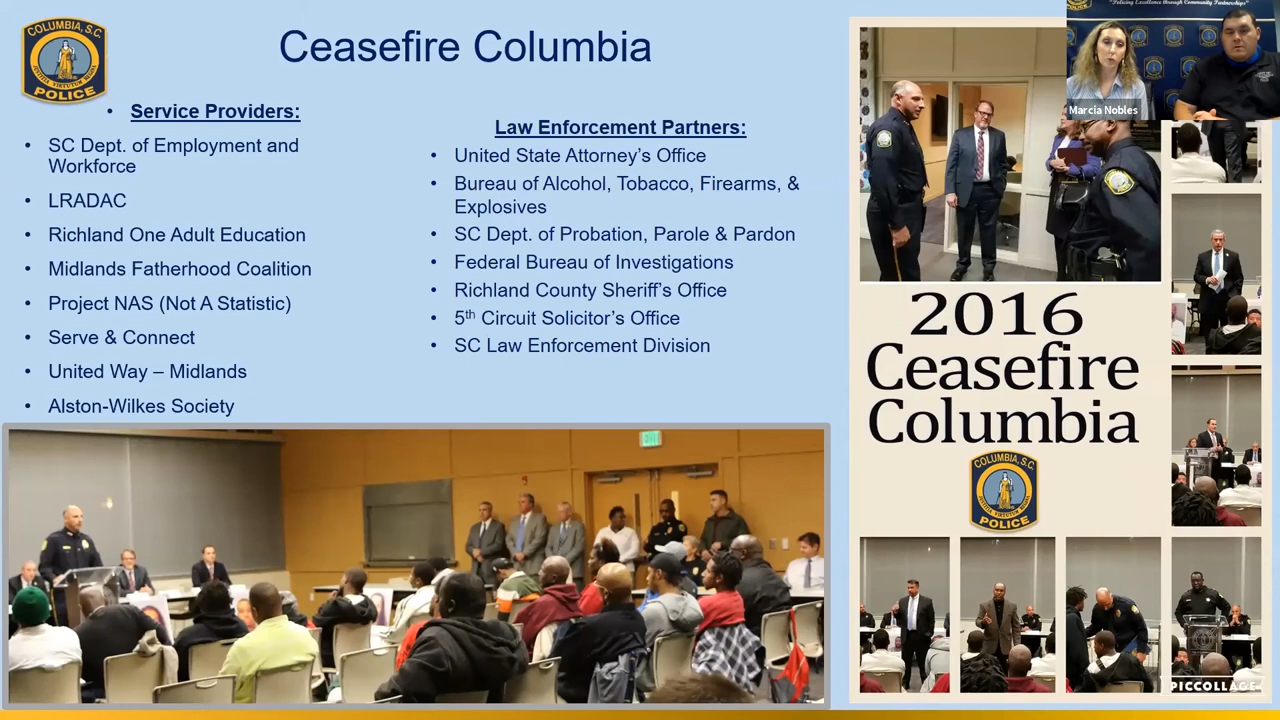 Ceasefire Columbia
COLUMBIA, S.C.
JUSTITIA VIRTUTUM REGINA
POLICE
• Service Providers:
• SC Dept. of Employment and
Workforce
• LRADAC
• Richland One Adult Education
• Midlands Fatherhood Coalition
• Project NAS (Not A Statistic)
• Serve & Connect
• United Way – Midlands
• Alston-Wilkes Society
Law Enforcement Partners:
• United State Attorney's Office
• Bureau of Alcohol, Tobacco, Firearms, &
Explosives
• SC Dept. of Probation, Parole & Pardon
• Federal Bureau of Investigations
• Richland County Sheriff's Office
• 5th Circuit Solicitor's Office
• SC Law Enforcement Division
"Policing Excellence through Community Partnerships"
Marcia Nobles
2016
Ceasefire
Columbia
COLUMBIA, S.C.
POLICE
PICCOLLAGE